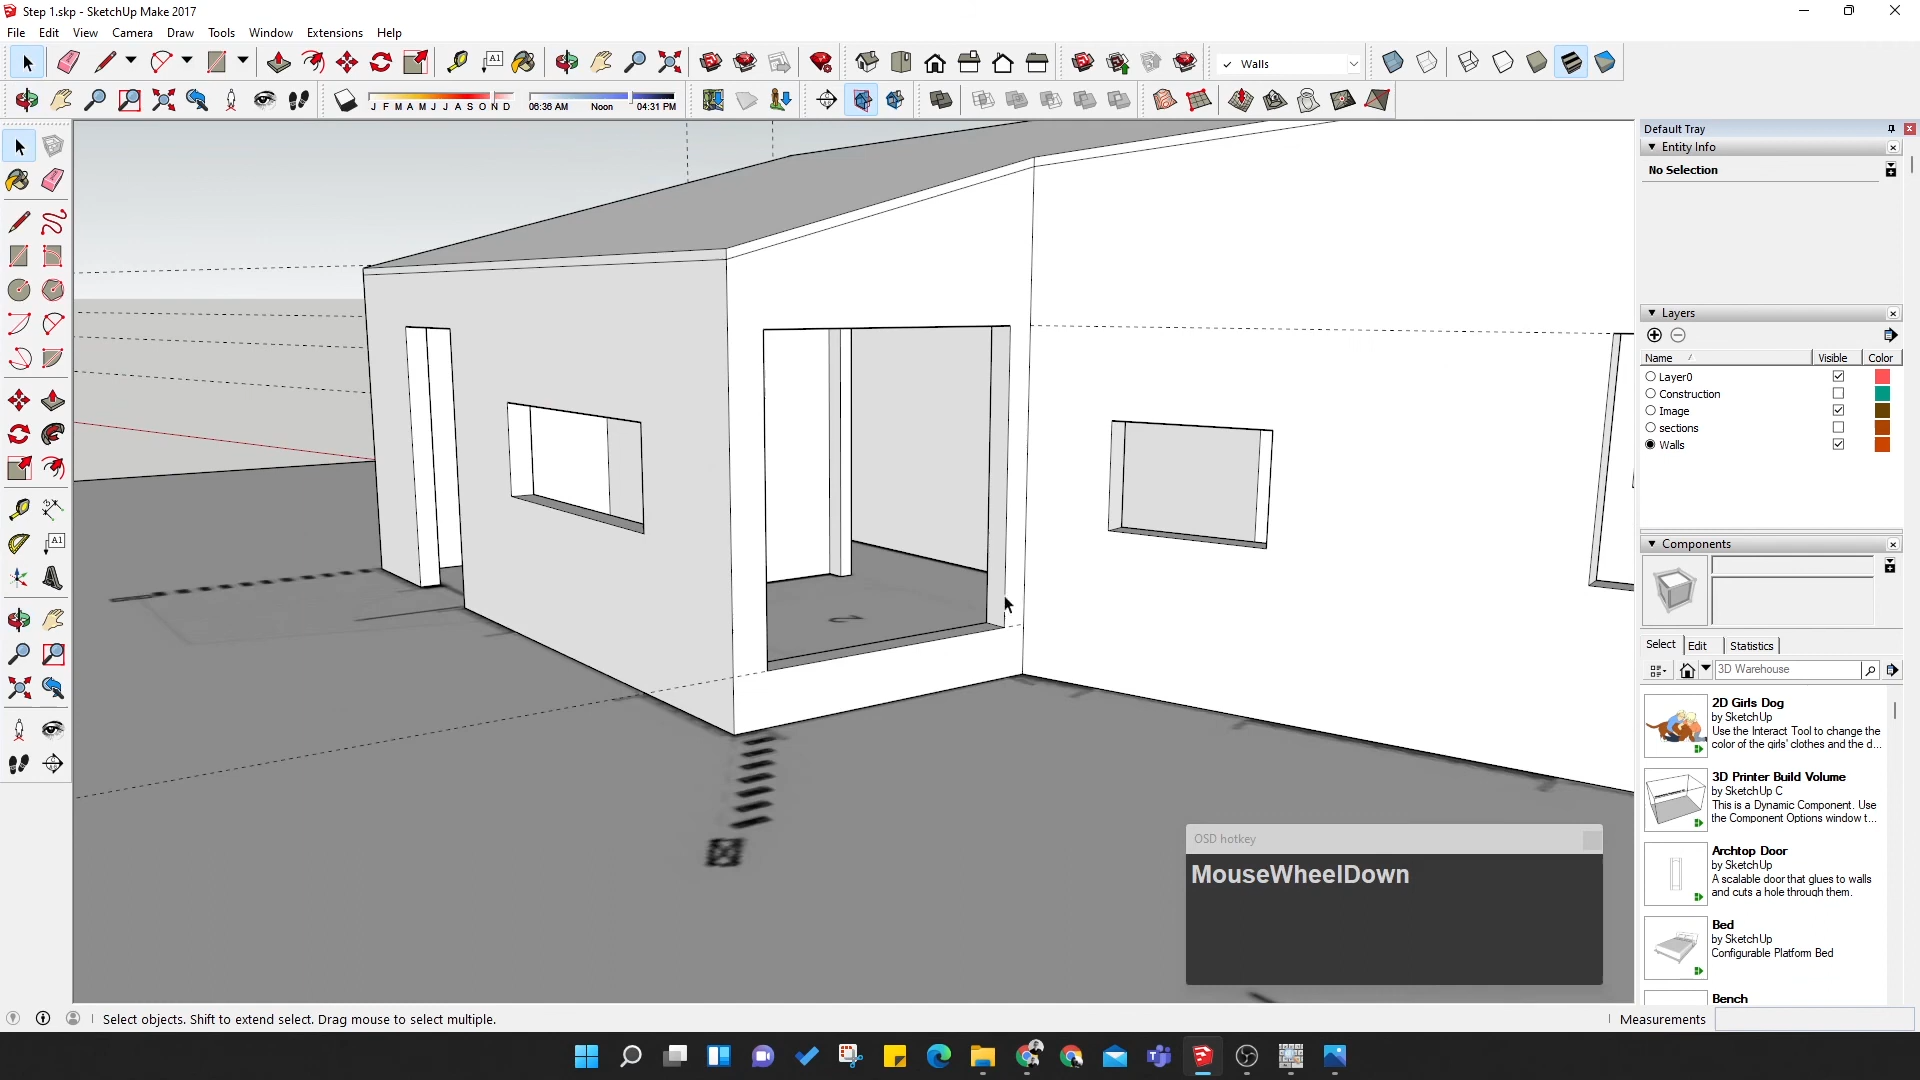 Step 1.skp - SketchUp Make 2017
File Edit View Camera Draw Tools Window Extensions Help
A1
✓ Walls
J F M A M J J A S O N D
06:36 AM Noon 04:31 PM
Default Tray
Entity Info
No Selection
Layers
Name Visible Color
Layer0
Construction
Image
sections
Walls
A1
Components
Select Edit Statistics
3D Warehouse
2D Girls Dog
by SketchUp
Use the Interact Tool to change the
color of the girls' clothes and the d...
3D Printer Build Volume
by SketchUp C
This is a Dynamic Component. Use
the Component Options window t...
Archtop Door
by SketchUp
A scalable door that glues to walls
and cuts a hole through them.
Bed
by SketchUp
Configurable Platform Bed
Bench
2
OSD hotkey
MouseWheelDown
Select objects. Shift to extend select. Drag mouse to select multiple.
Measurements